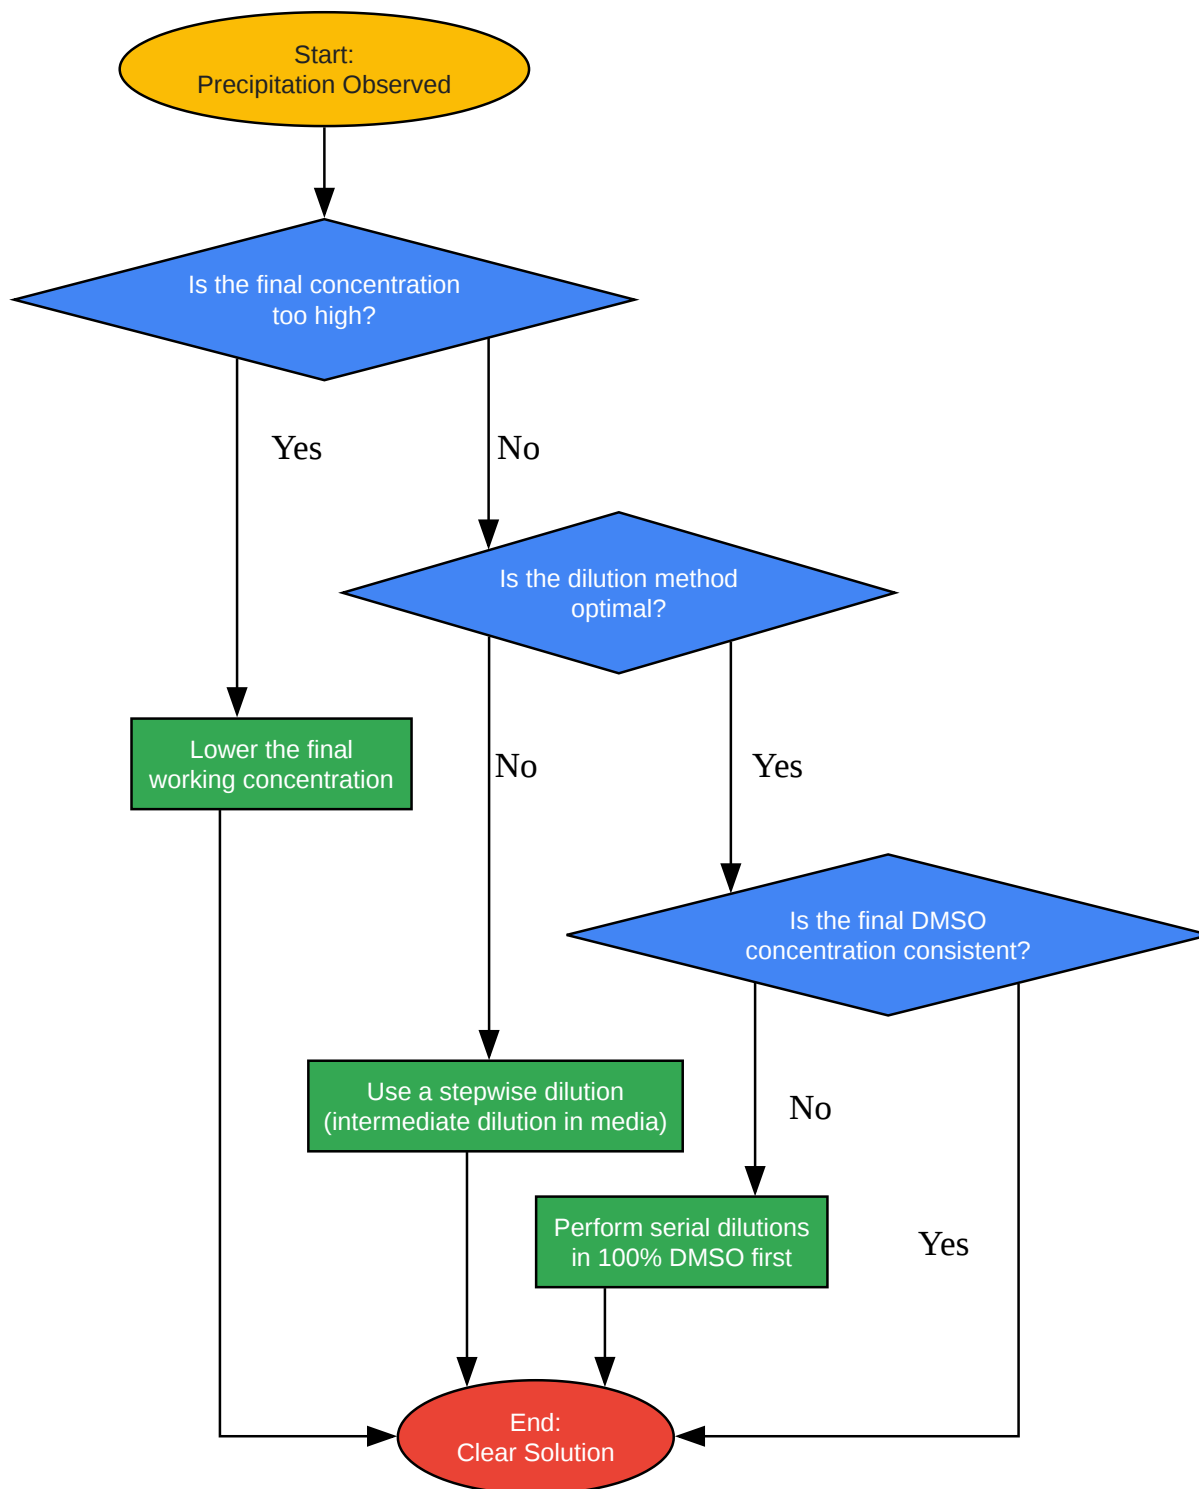 Start:
Precipitation Observed
Is the final concentration
too high?
Yes
No
Is the dilution method
optimal?
Lower the final
working concentration
No
Yes
Is the final DMSO
concentration consistent?
Use a stepwise dilution
(intermediate dilution in media)
No
Perform serial dilutions
in 100% DMSO first
Yes
End:
Clear Solution